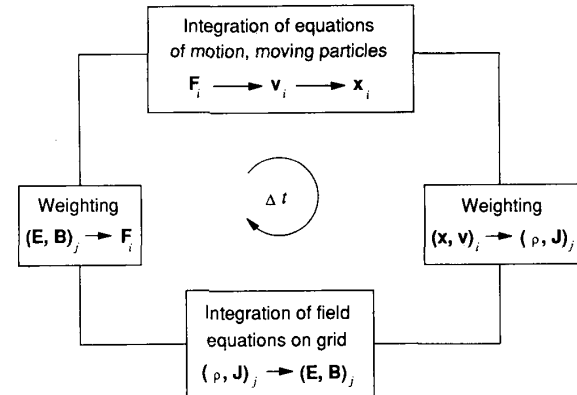 Integration of equations
of motion, moving particles
F_i → v_i → x_i
Δ t
Weighting
(E, B)_j → F_i
Weighting
(x, v)_i → (ρ, J)_j
Integration of field
equations on grid
(ρ, J)_j → (E, B)_j